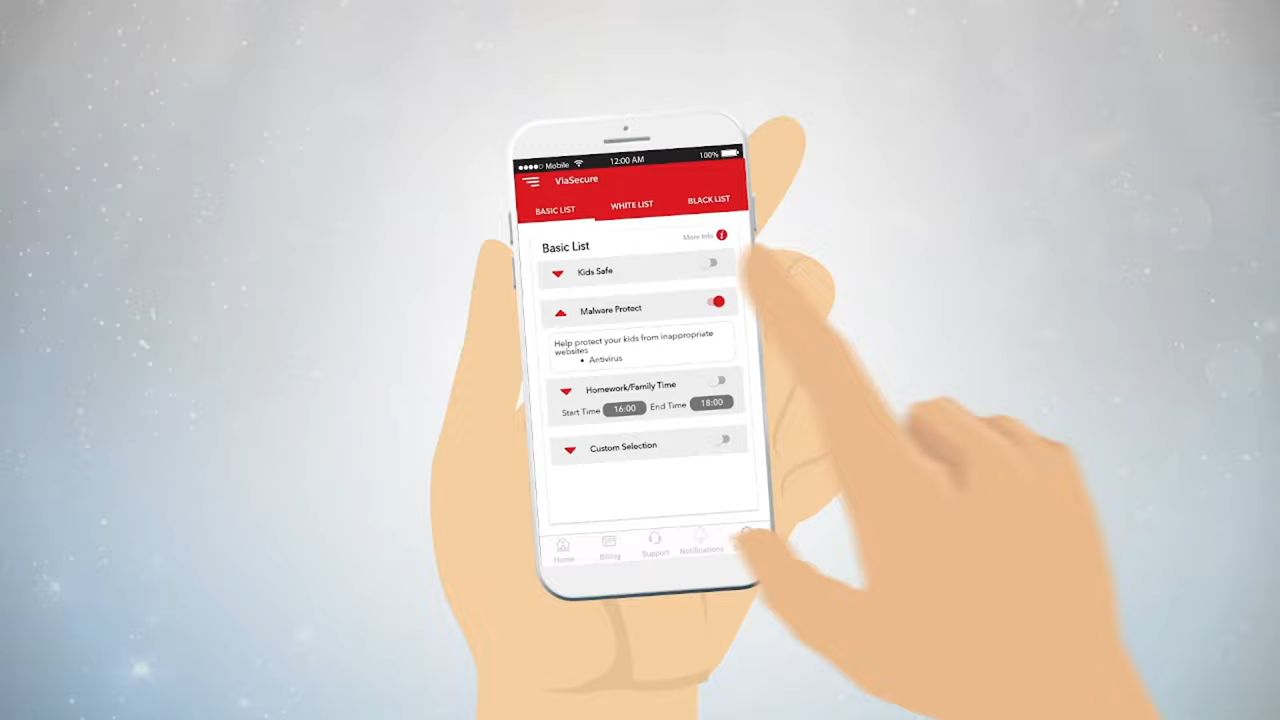 Mobile 12:00 AM 100%
ViaSecure
BASIC LIST WHITE LIST BLACK LIST
Basic List More Info i
Kids Safe
Malware Protect
Help protect your kids from inappropriate
websites
• Antivirus
Homework/Family Time
Start Time 16:00 End Time 18:00
Custom Selection
Home Billing Support Notifications